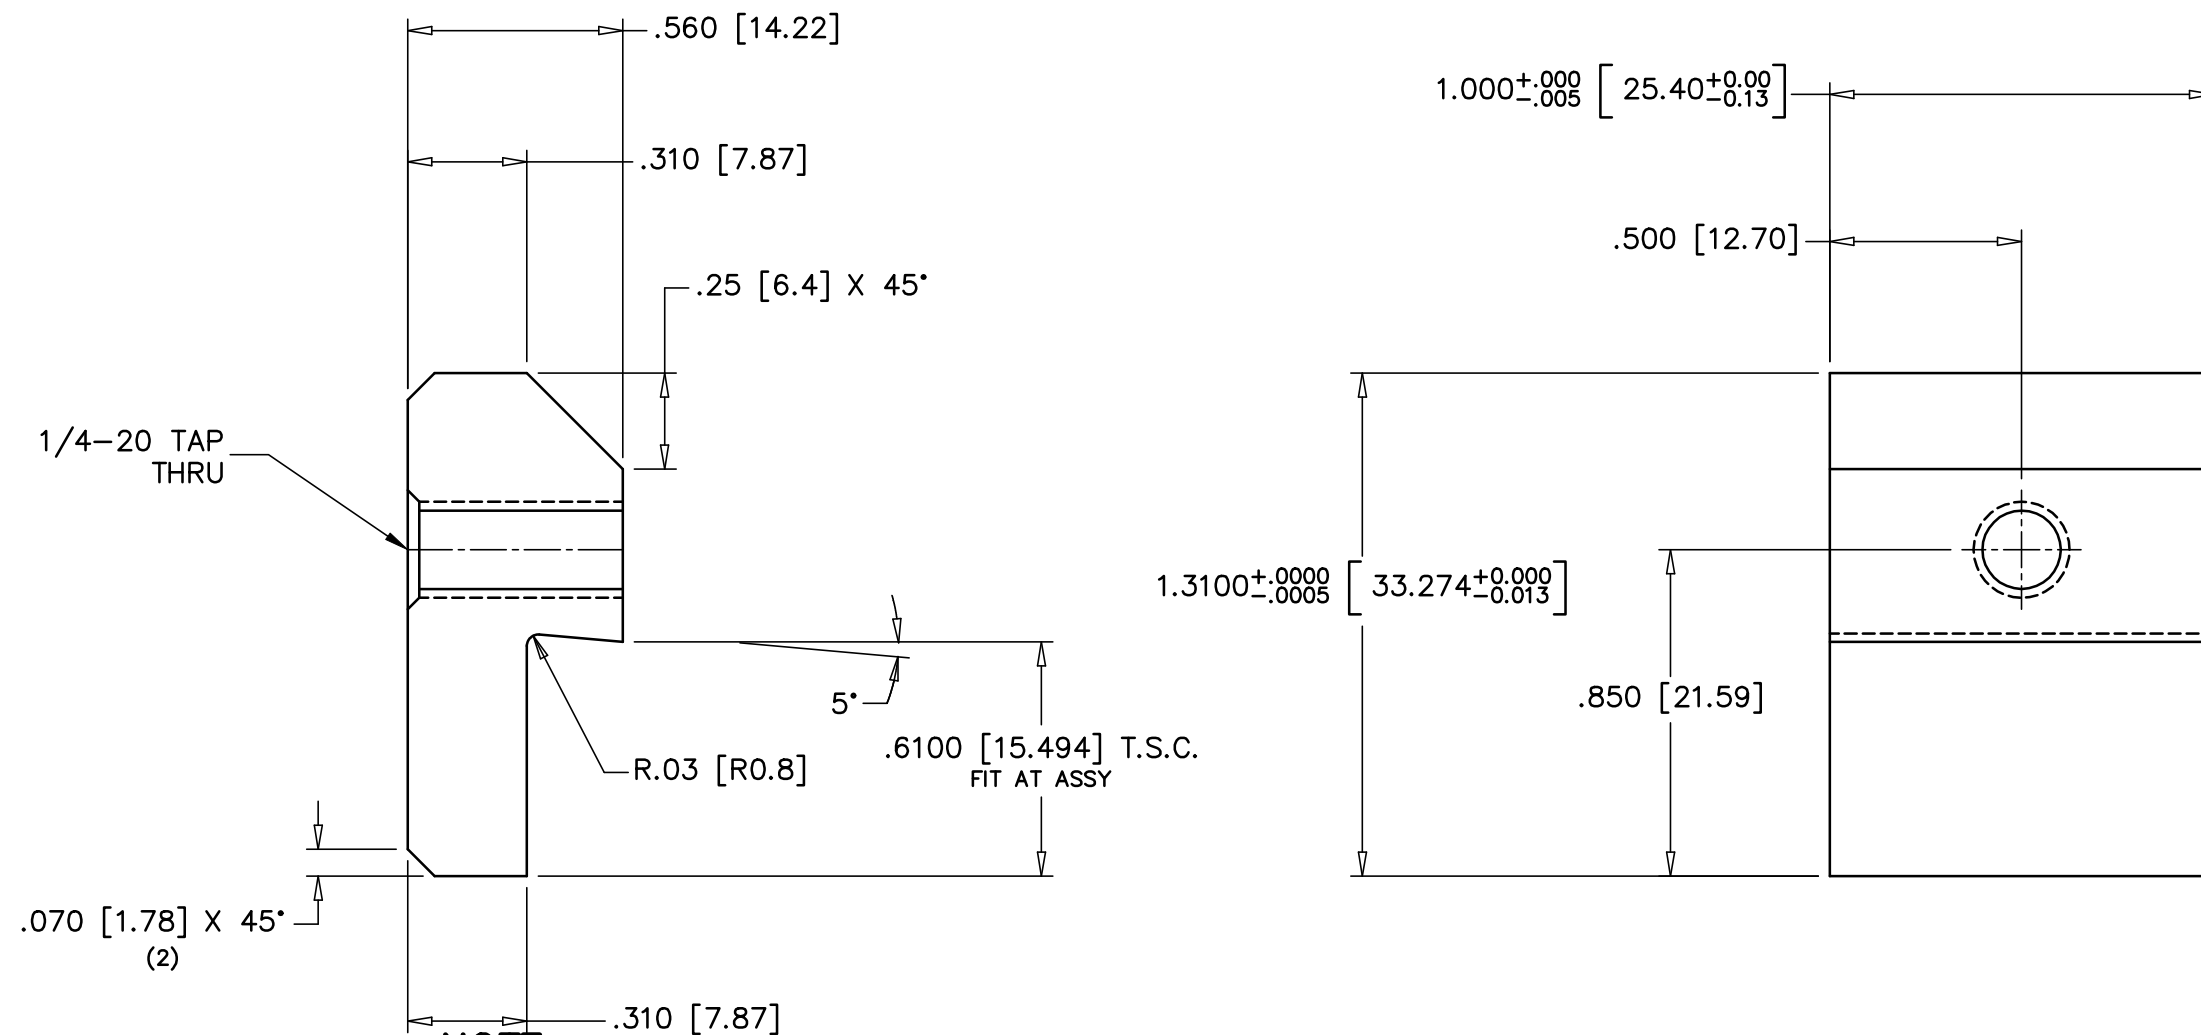 .560 [14.22]
1.000+.000 -.005 [25.40+0.00 -0.13]
.310 [7.87]
.500 [12.70]
.25 [6.4] X 45°
1/4-20 TAP
THRU
1.3100+.0000 -.0005 [33.274+0.000 -0.013]
5°
.850 [21.59]
.6100 [15.494] T.S.C.
FIT AT ASSY
R.03 [R0.8]
.070 [1.78] X 45°
(2)
.310 [7.87]